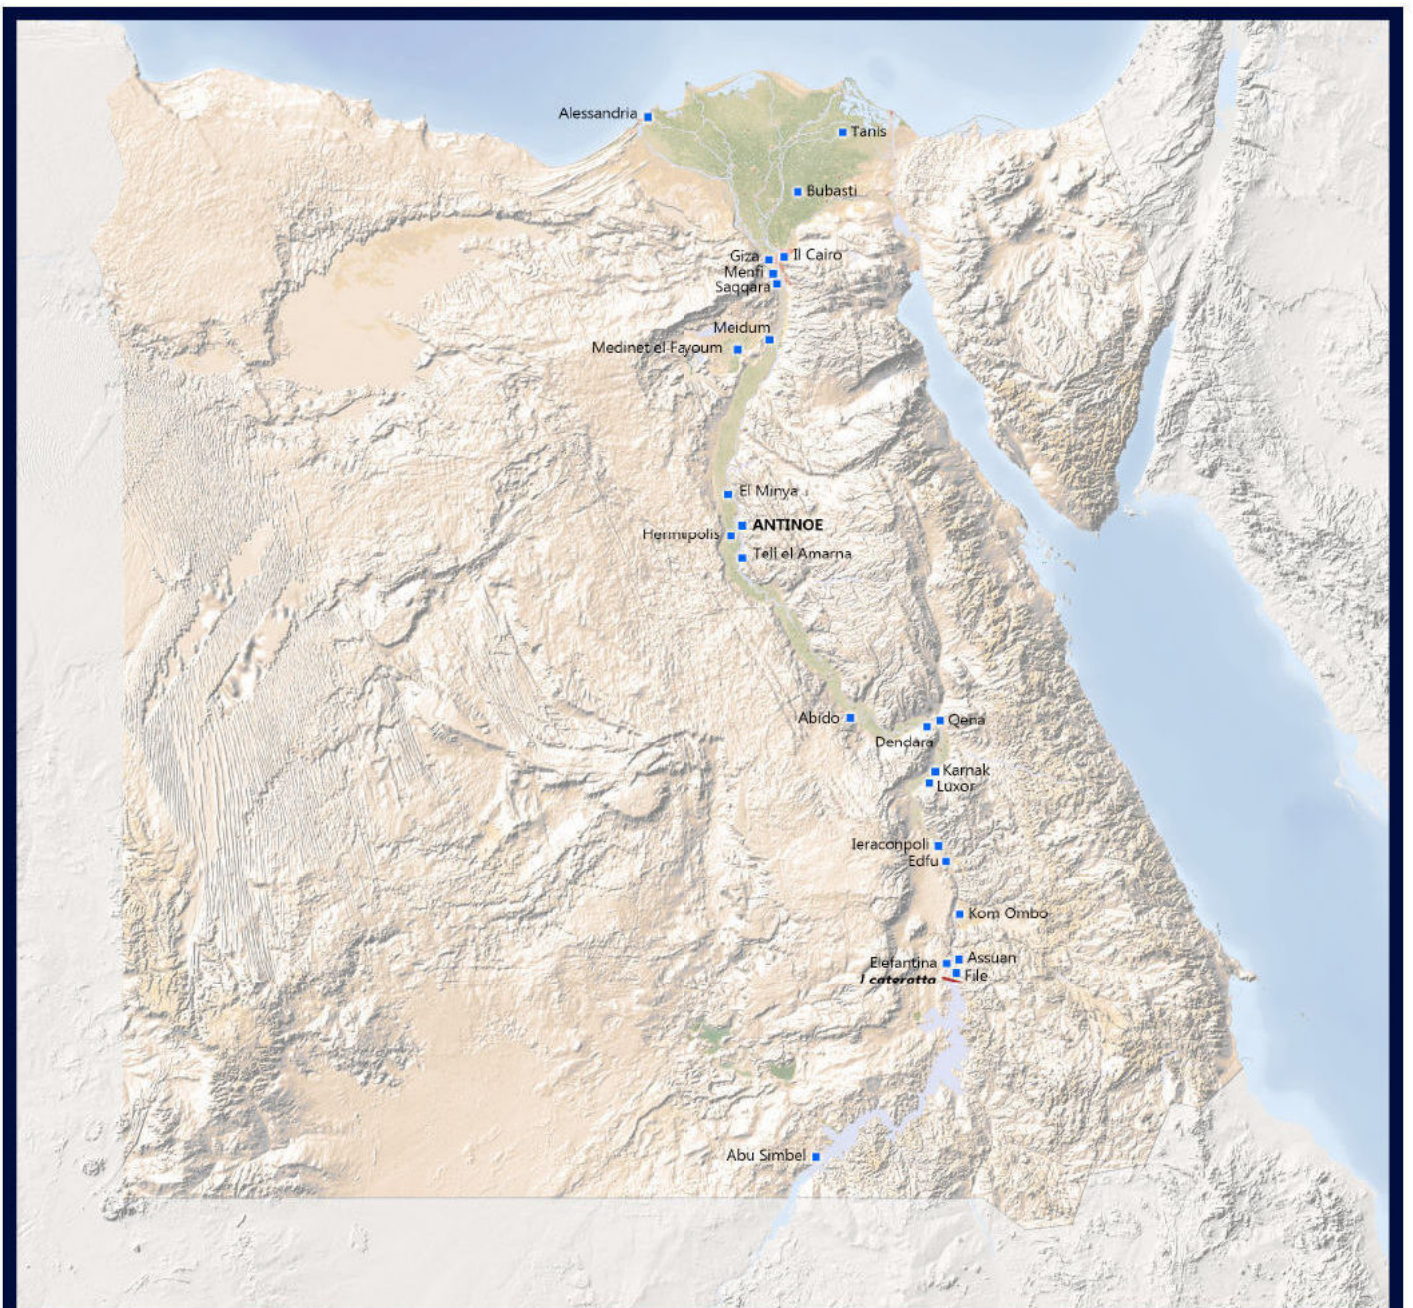 Alessandria
Tanis
Bubasti
Giza
Il Cairo
Menfi
Saqqara
Meidum
Medinet el Fayoum
El Minya
ANTINOE
Hermupolis
Tell el Amarna
Abido
Qena
Dendara
Karnak
Luxor
Ieraconpoli
Edfu
Kom Ombo
Assuan
Elefantina
File
I cateratta
Abu Simbel